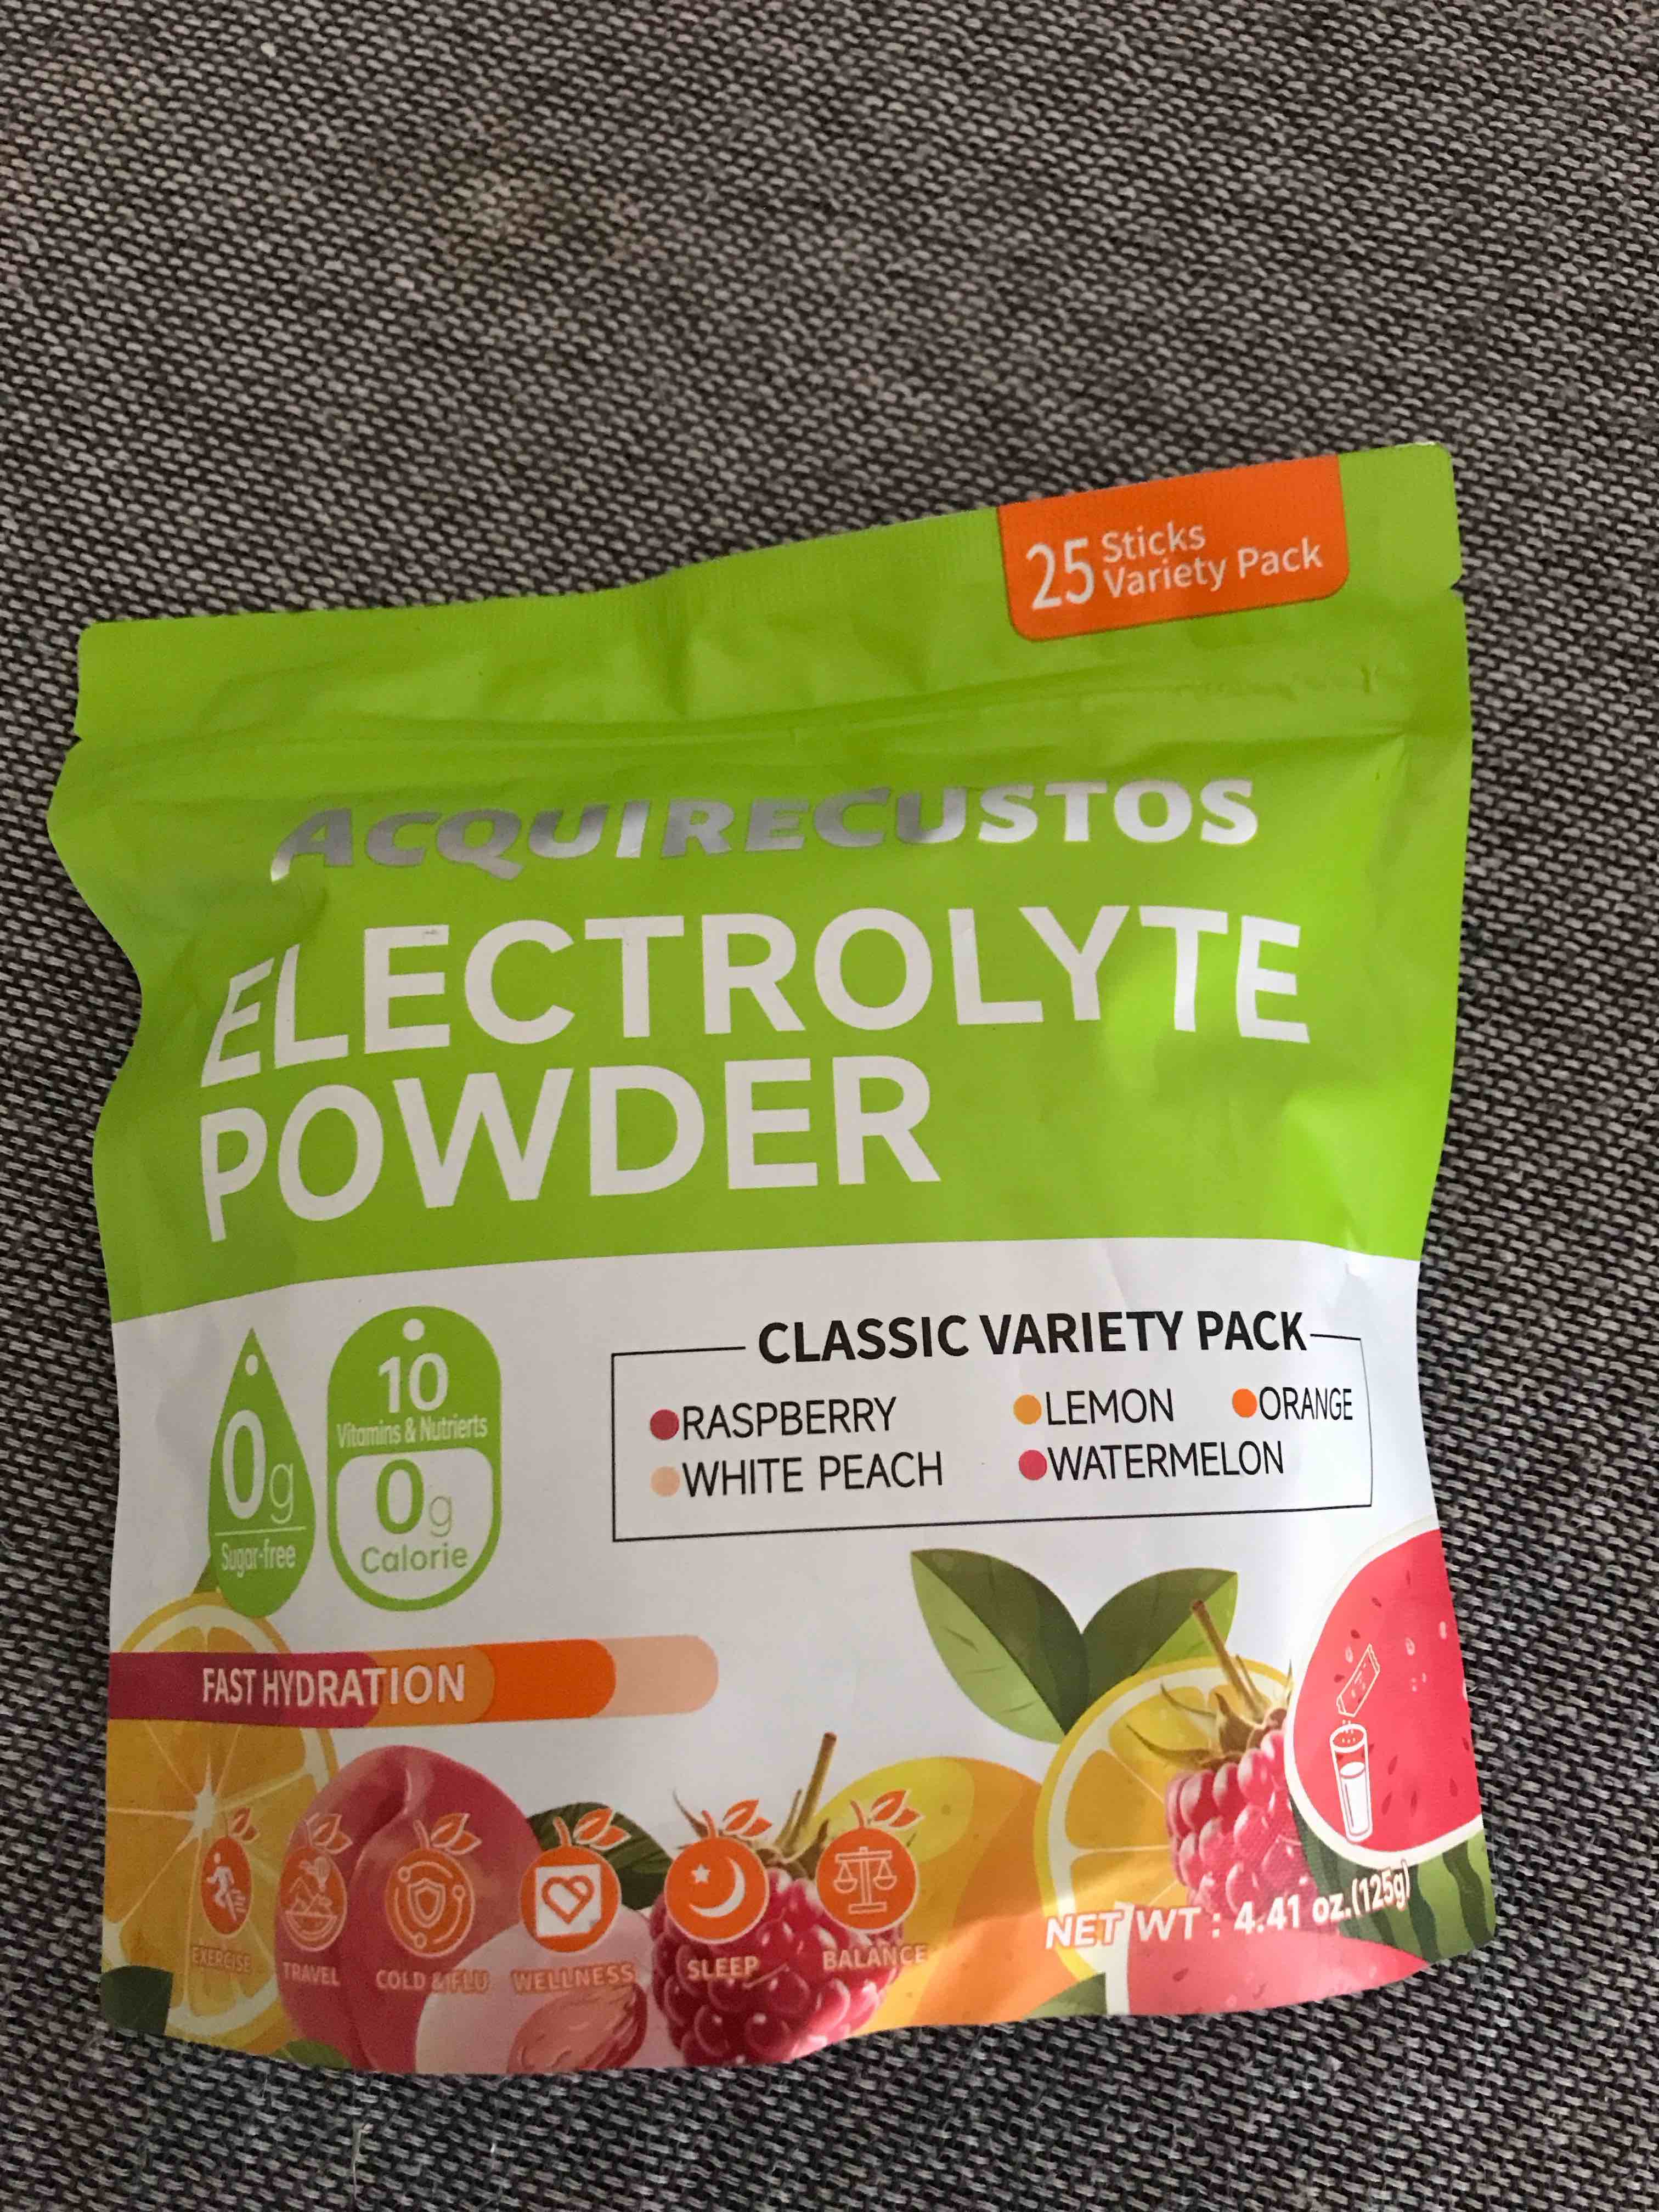 25 Sticks
Variety Pack
ACQUIRECUSTOS
ELECTROLYTE
POWDER
0g
Sugar-free
10
Vitamins & Nutrierts
0g
Calorie
CLASSIC VARIETY PACK
RASPBERRY LEMON ORANGE
WHITE PEACH WATERMELON
FAST HYDRATION
EXERCISE TRAVEL COLD & FLU WELLNESS SLEEP BALANCE
NET WT : 4.41 oz.(125g)